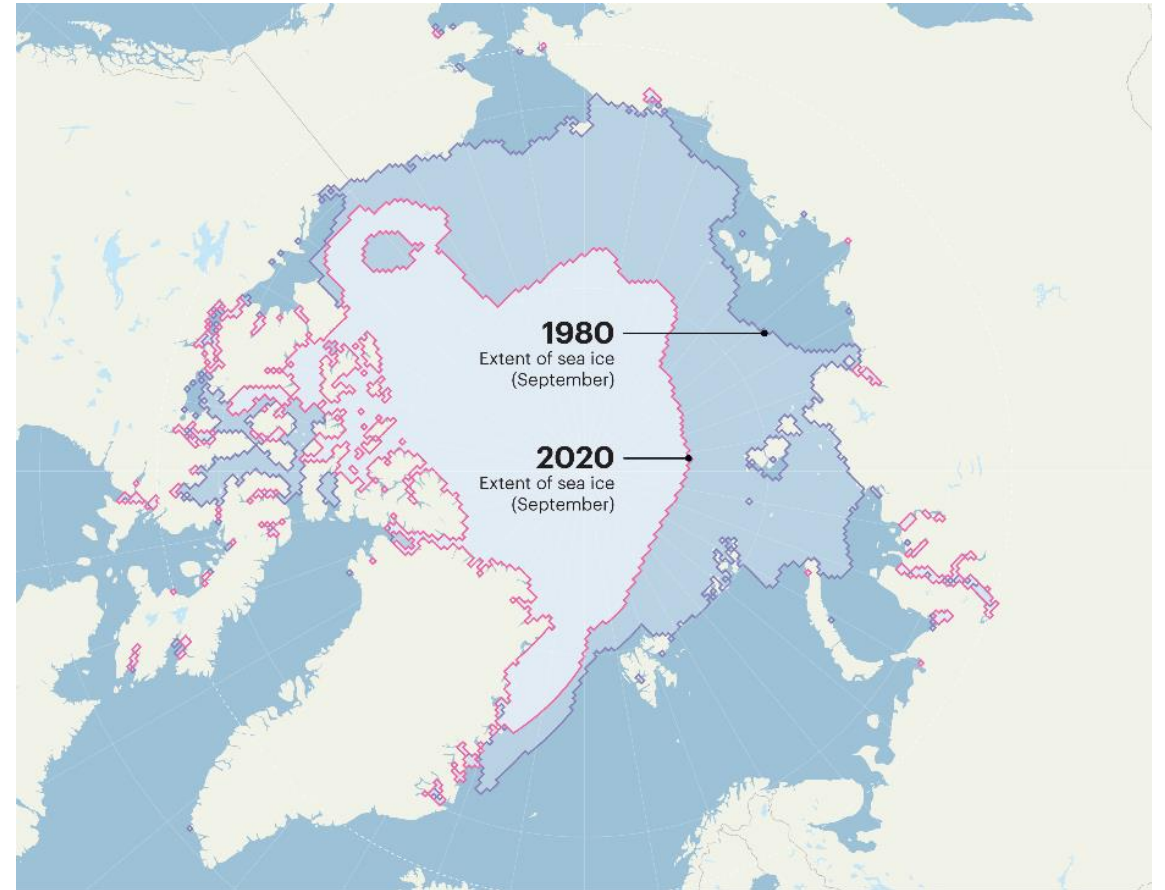 1980
Extent of sea ice
(September)
2020
Extent of sea ice
(September)